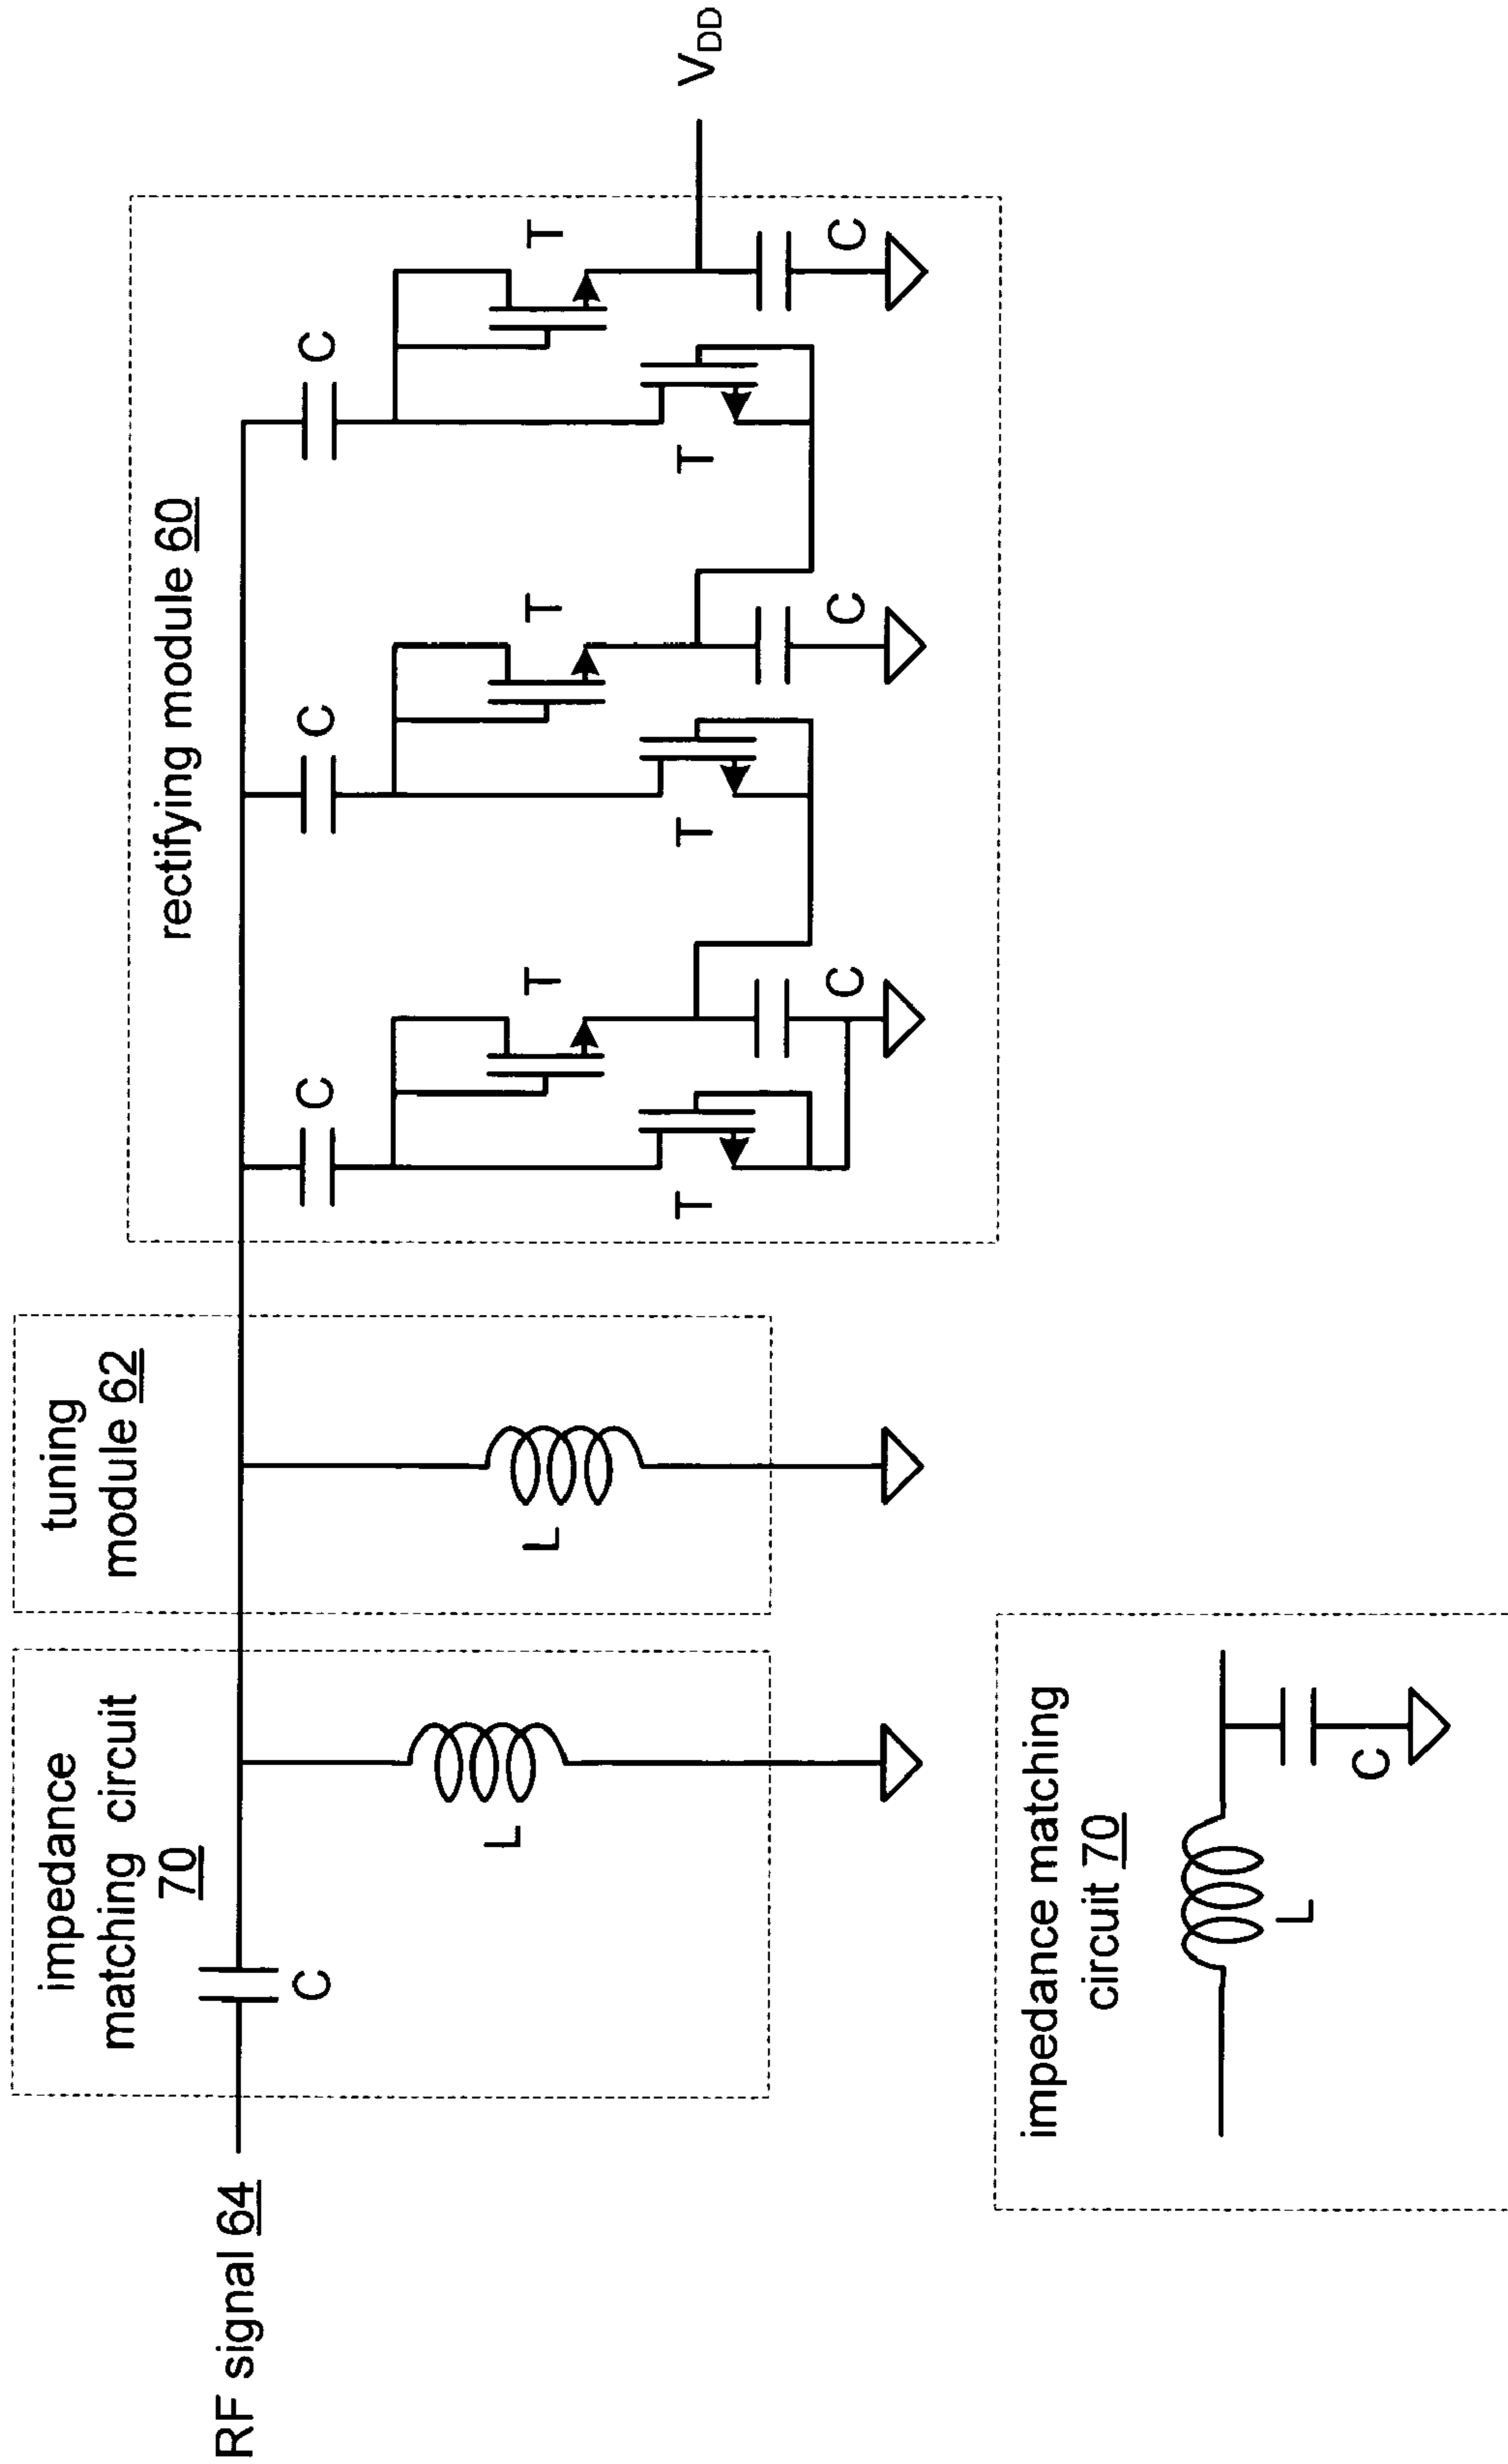 RF signal 64
impedance
matching circuit
70
C
L
tuning
module 62
L
rectifying module 60
C
T
T
C
C
T
T
C
C
T
T
C
V_DD
impedance matching
circuit 70
L
C